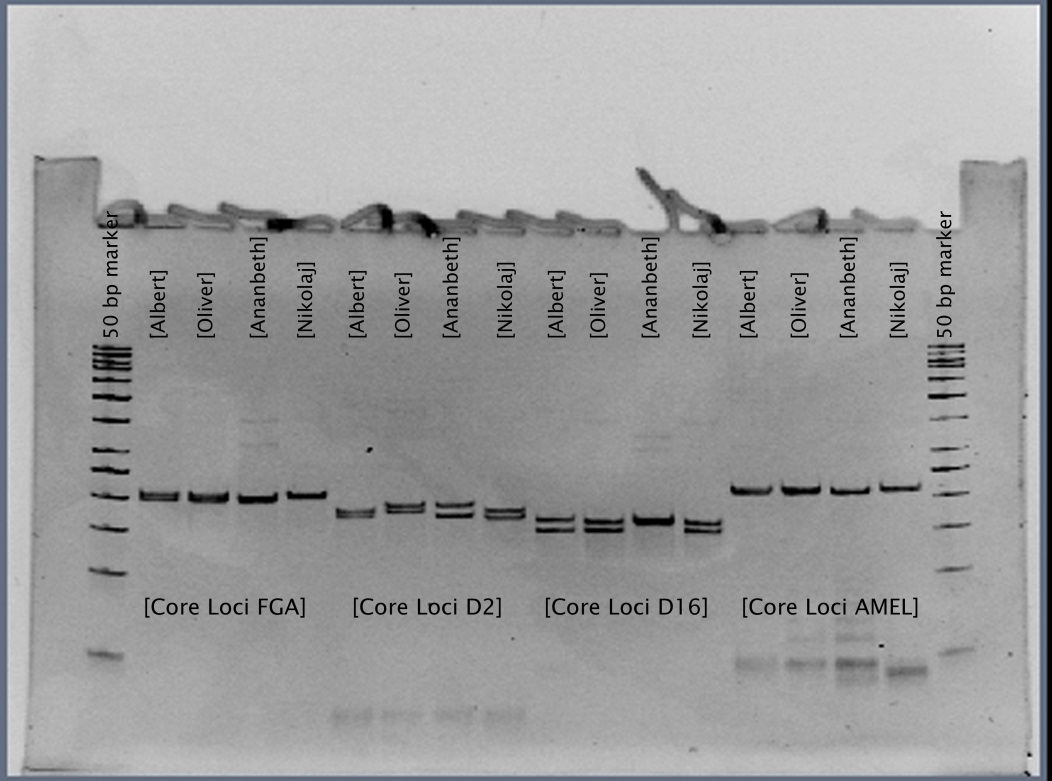 50 bp marker
[Albert]
[Oliver]
[Ananbeth]
[Nikolaj]
[Albert]
[Oliver]
[Ananbeth]
[Nikolaj]
[Albert]
[Oliver]
[Ananbeth]
[Nikolaj]
[Albert]
[Oliver]
[Ananbeth]
[Nikolaj]
50 bp marker
[Core Loci FGA]
[Core Loci D2]
[Core Loci D16]
[Core Loci AMEL]